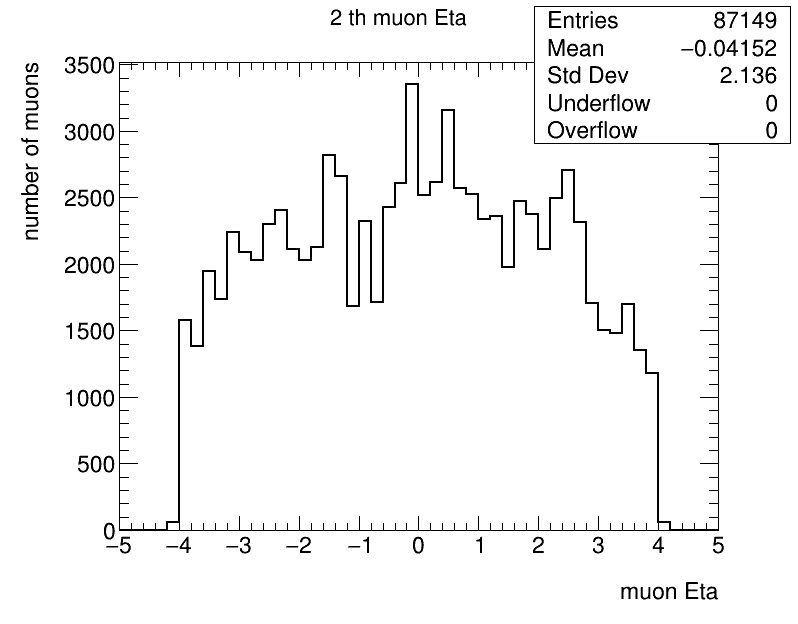 2 th muon Eta
Entries 87149
Mean −0.04152
Std Dev 2.136
Underflow 0
Overflow 0
number of muons
3500
3000
2500
2000
1500
1000
500
0
−5 −4 −3 −2 −1 0 1 2 3 4 5
muon Eta